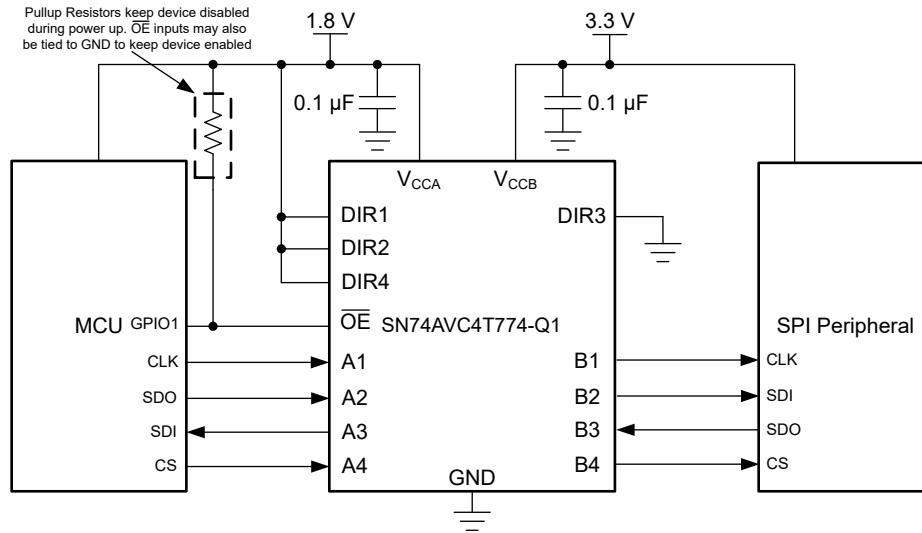 Pullup Resistors keep device disabled
during power up. OE inputs may also
be tied to GND to keep device enabled
1.8 V
3.3 V
0.1 µF
0.1 µF
VCCA
VCCB
DIR1
DIR3
DIR2
DIR4
MCU
GPIO1
OE
SN74AVC4T774-Q1
SPI Peripheral
CLK
A1
B1
CLK
SDO
A2
B2
SDI
SDI
A3
B3
SDO
CS
A4
B4
CS
GND